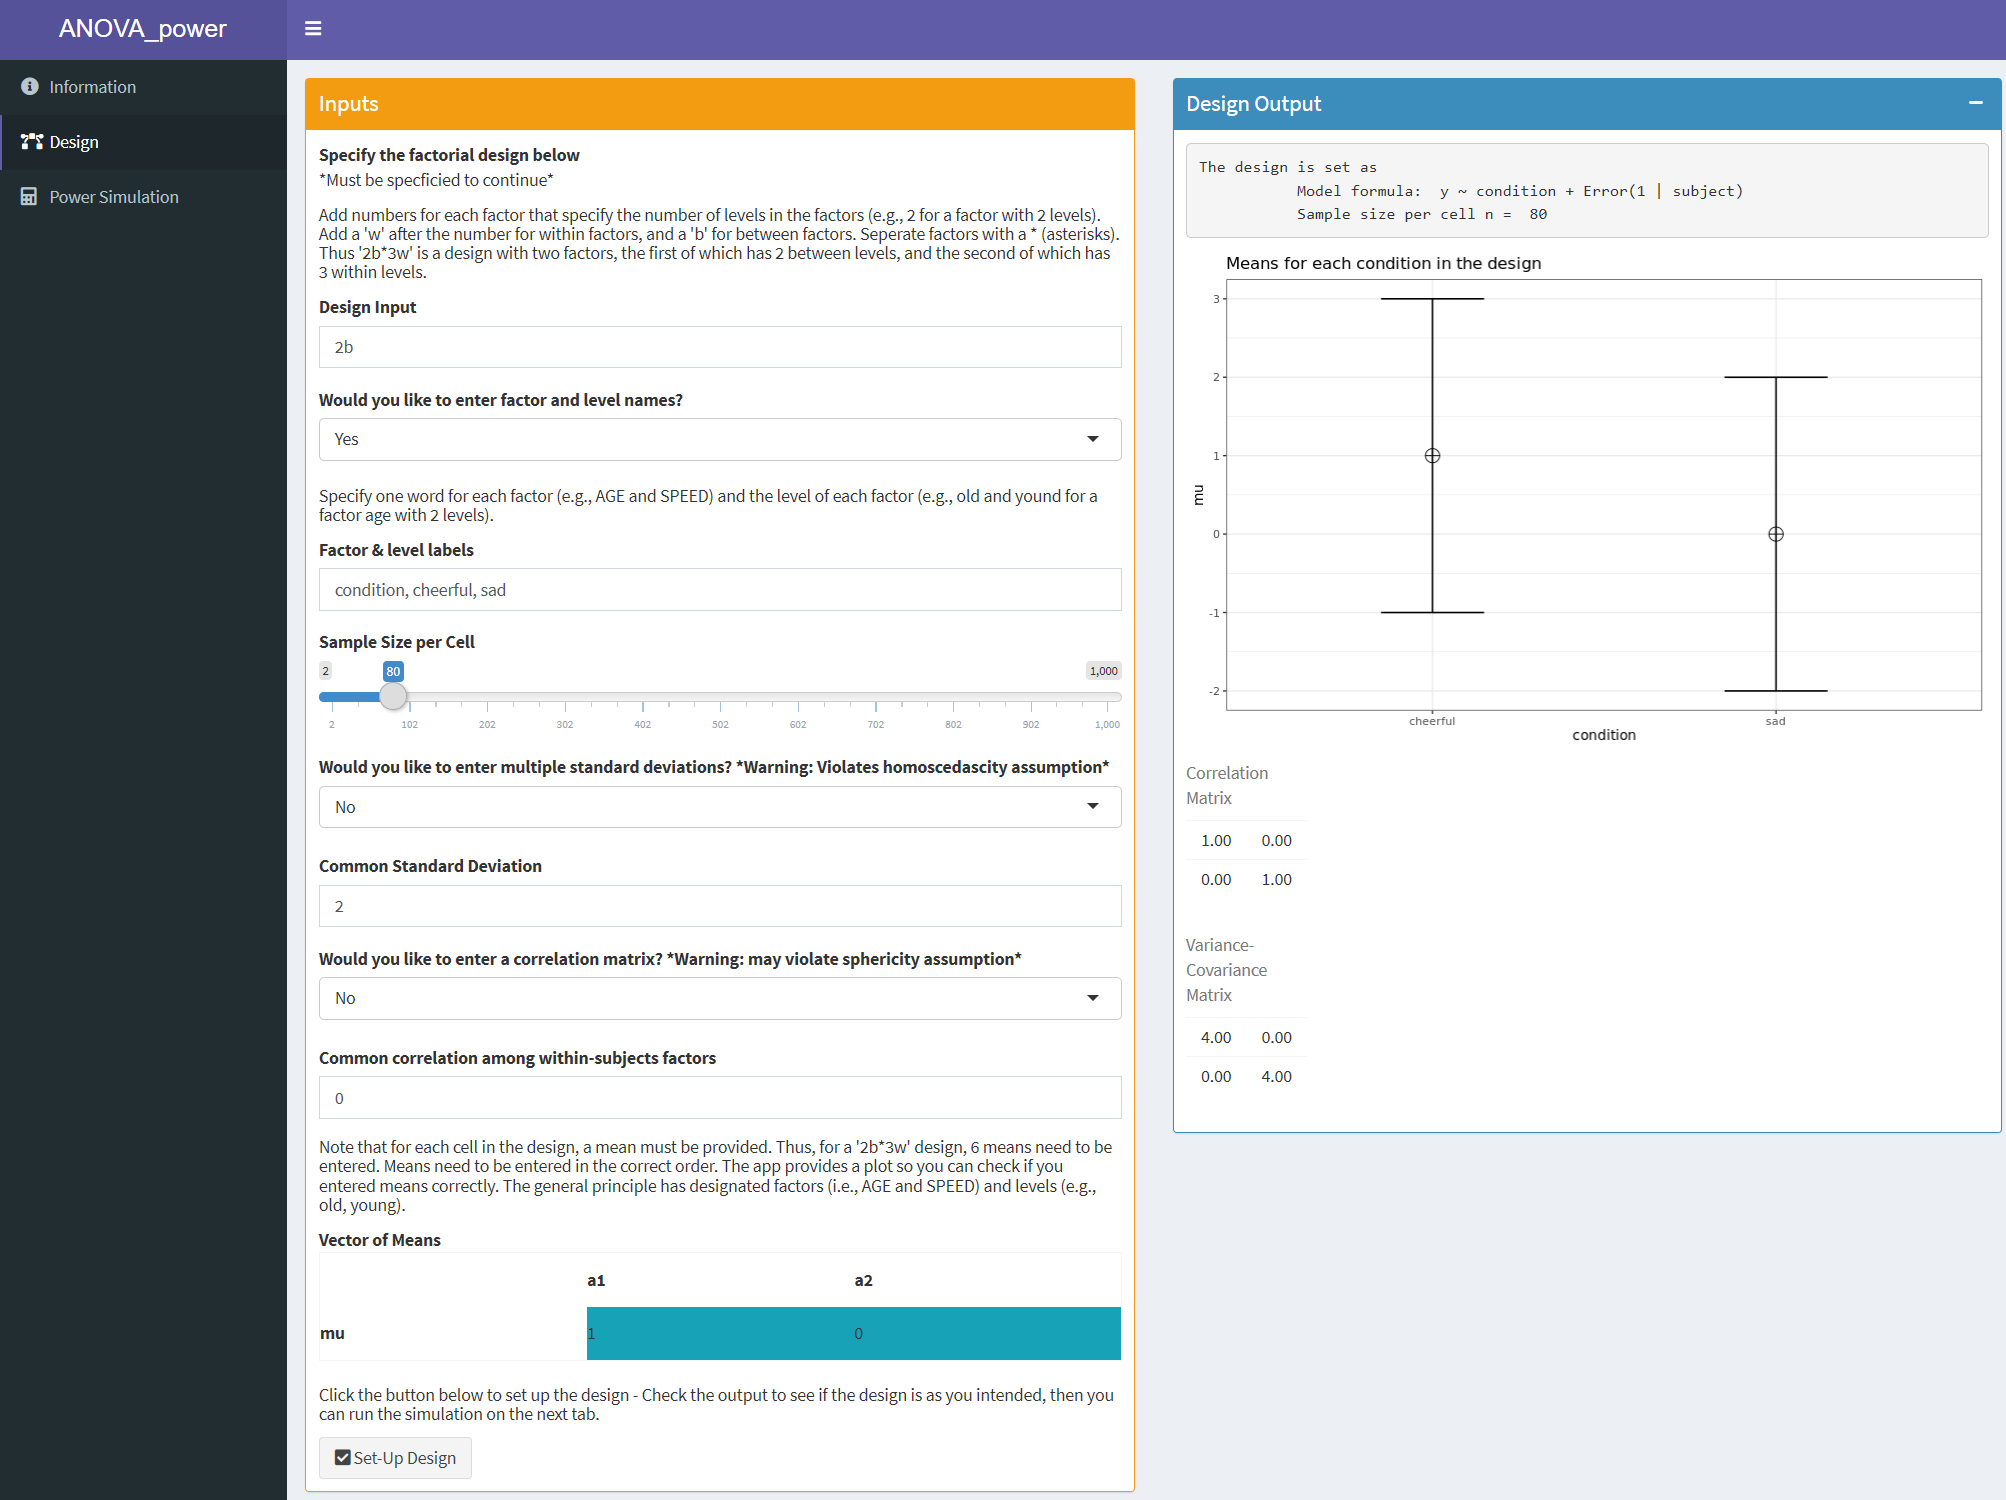 ANOVA_power
Information
Design
Power Simulation
Inputs
Specify the factorial design below
*Must be specficied to continue*
Add numbers for each factor that specify the number of levels in the factors (e.g., 2 for a factor with 2 levels).
Add a 'w' after the number for within factors, and a 'b' for between factors. Seperate factors with a * (asterisks).
Thus '2b*3w' is a design with two factors, the first of which has 2 between levels, and the second of which has
3 within levels.
Design Input
2b
Would you like to enter factor and level names?
Yes
Specify one word for each factor (e.g., AGE and SPEED) and the level of each factor (e.g., old and yound for a
factor age with 2 levels).
Factor & level labels
condition, cheerful, sad
Sample Size per Cell
2 80 1,000
2 102 202 302 402 502 602 702 802 902 1,000
Would you like to enter multiple standard deviations? *Warning: Violates homoscedascity assumption*
No
Common Standard Deviation
2
Would you like to enter a correlation matrix? *Warning: may violate sphericity assumption*
No
Common correlation among within-subjects factors
0
Note that for each cell in the design, a mean must be provided. Thus, for a '2b*3w' design, 6 means need to be
entered. Means need to be entered in the correct order. The app provides a plot so you can check if you
entered means correctly. The general principle has designated factors (i.e., AGE and SPEED) and levels (e.g.,
old, young).
Vector of Means
a1 a2
mu 1 0
Click the button below to set up the design - Check the output to see if the design is as you intended, then you
can run the simulation on the next tab.
Set-Up Design
Design Output
The design is set as
Model formula: y ~ condition + Error(1 | subject)
Sample size per cell n = 80
Means for each condition in the design
3
2
1
0
-1
-2
mu
cheerful sad
condition
Correlation
Matrix
1.00 0.00
0.00 1.00
Variance-
Covariance
Matrix
4.00 0.00
0.00 4.00